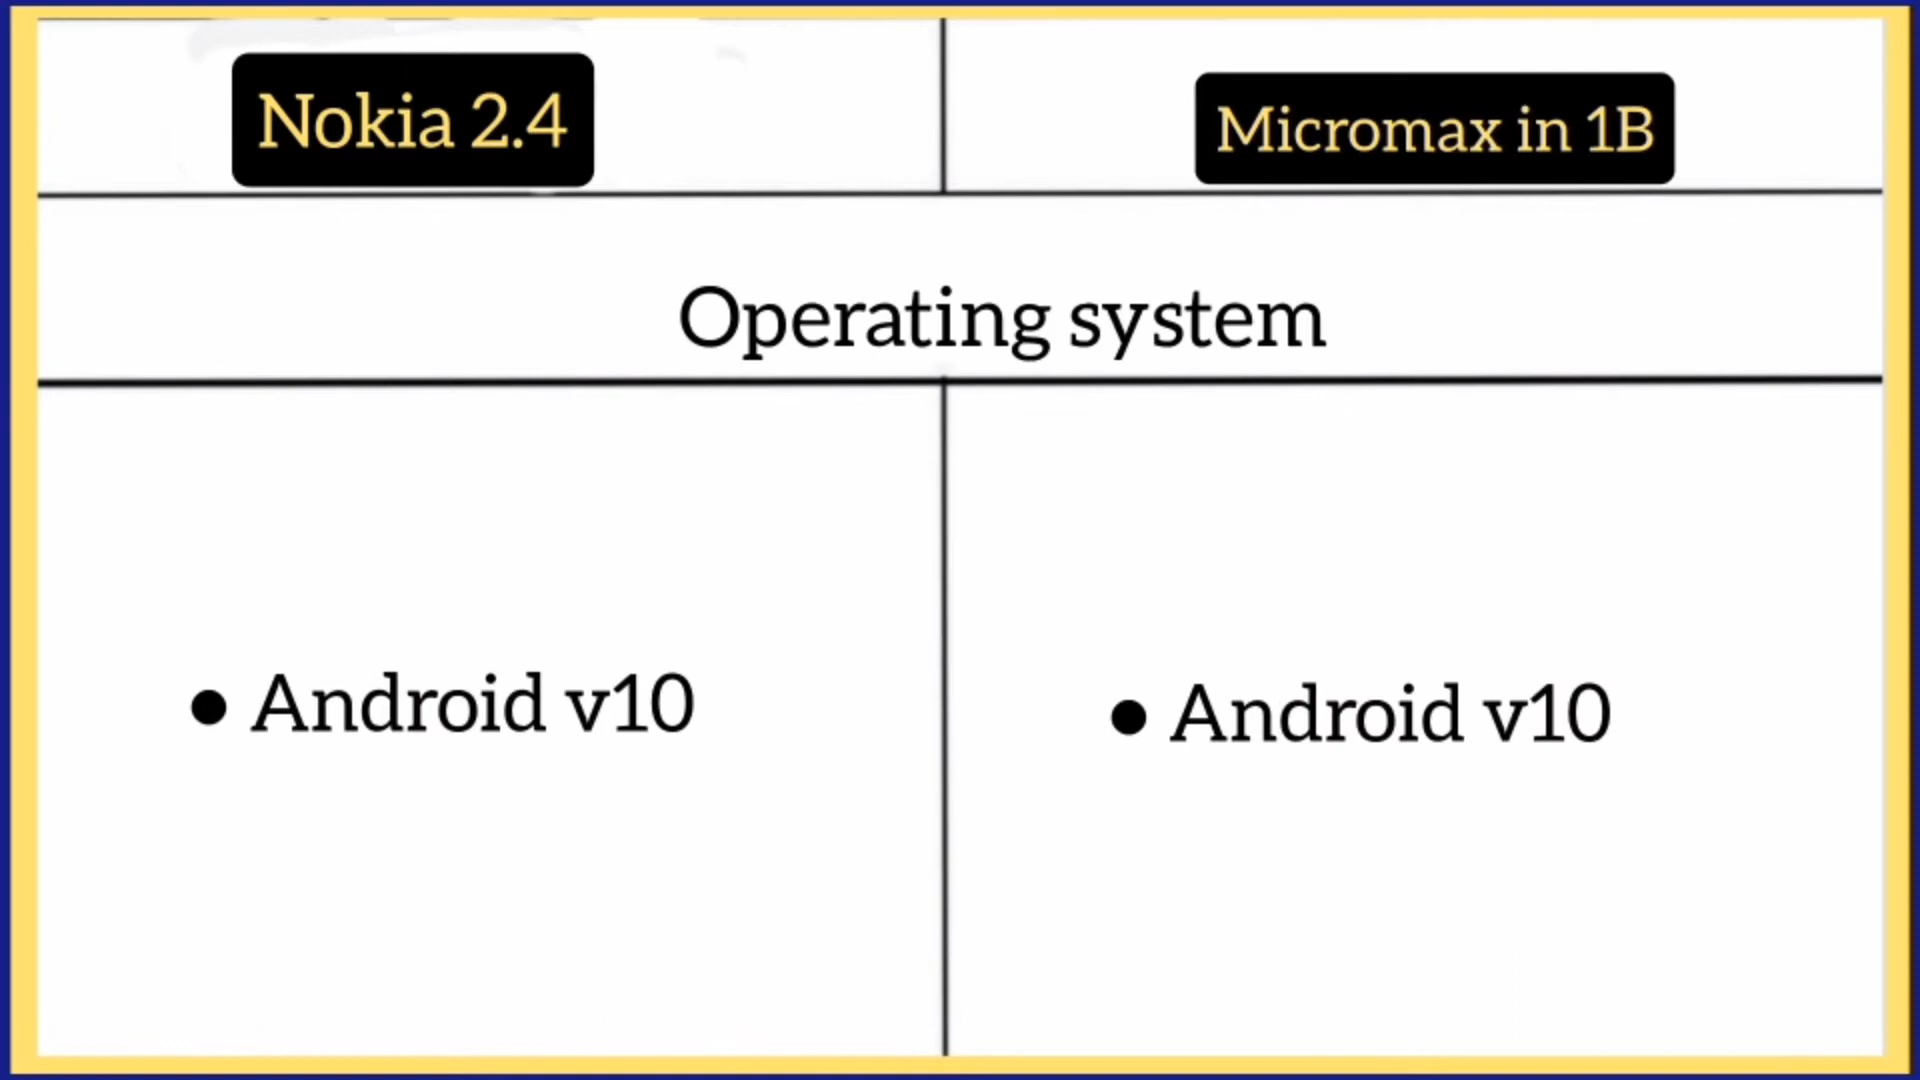 Nokia 2.4
Micromax in 1B
Operating system
● Android v10
● Android v10